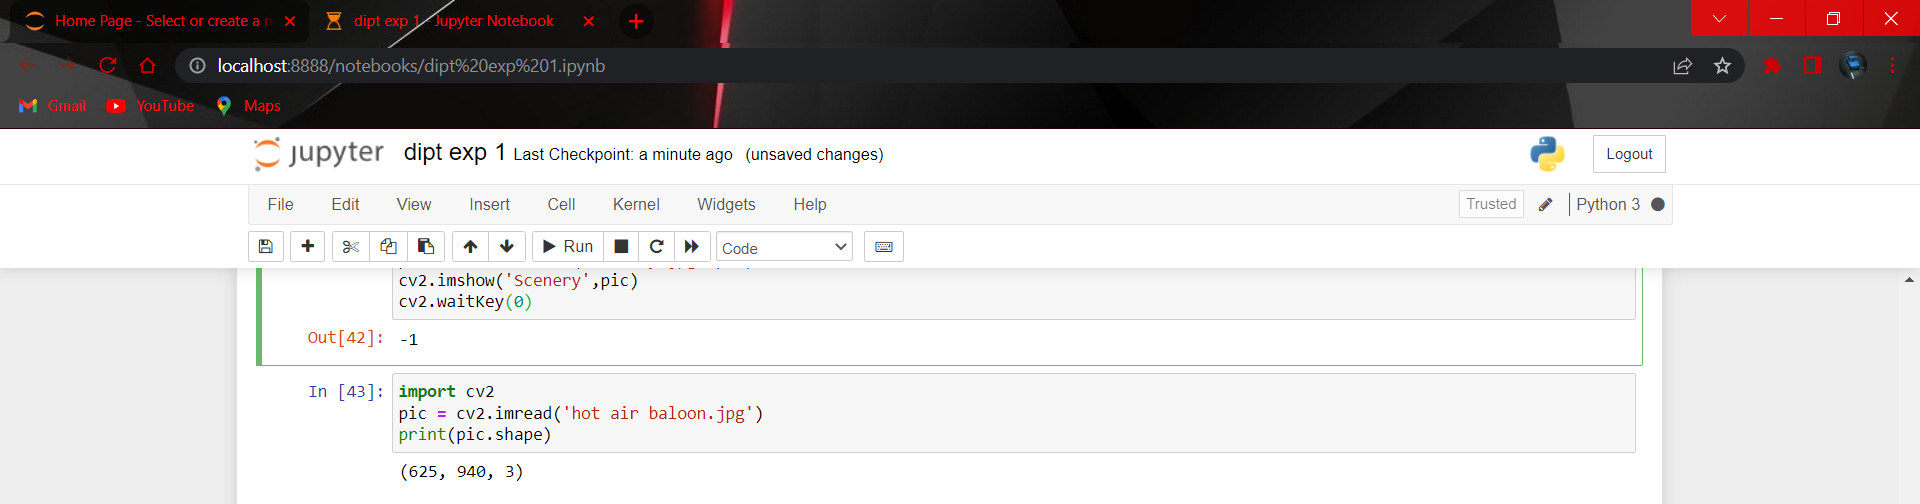 Home Page - Select or create a n
dipt exp 1 - Jupyter Notebook
localhost:8888/notebooks/dipt%20exp%201.ipynb
Gmail YouTube Maps
jupyter dipt exp 1 Last Checkpoint: a minute ago (unsaved changes)
Logout
File Edit View Insert Cell Kernel Widgets Help
Trusted Python 3
Run Code
cv2.imshow('Scenery',pic)
cv2.waitKey(0)
Out[42]: -1
In [43]: import cv2
pic = cv2.imread('hot air baloon.jpg')
print(pic.shape)
(625, 940, 3)